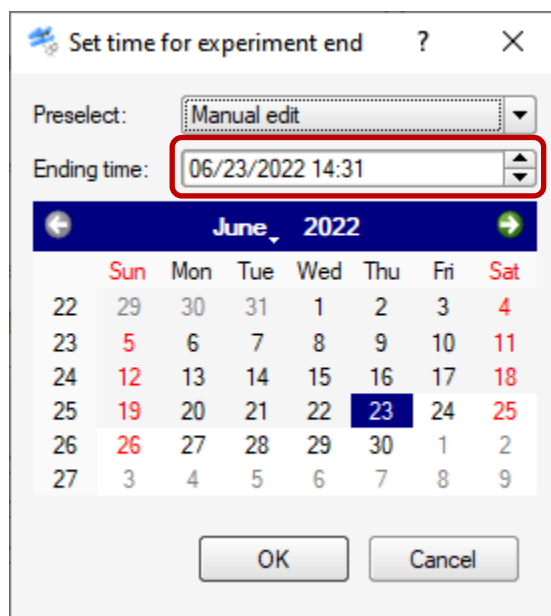 Set time for experiment end ?
Preselect: Manual edit
Ending time: 06/23/2022 14:31
June 2022
Sun Mon Tue Wed Thu Fri Sat
22 29 30 31 1 2 3 4
23 5 6 7 8 9 10 11
24 12 13 14 15 16 17 18
25 19 20 21 22 23 24 25
26 26 27 28 29 30 1 2
27 3 4 5 6 7 8 9
OK Cancel